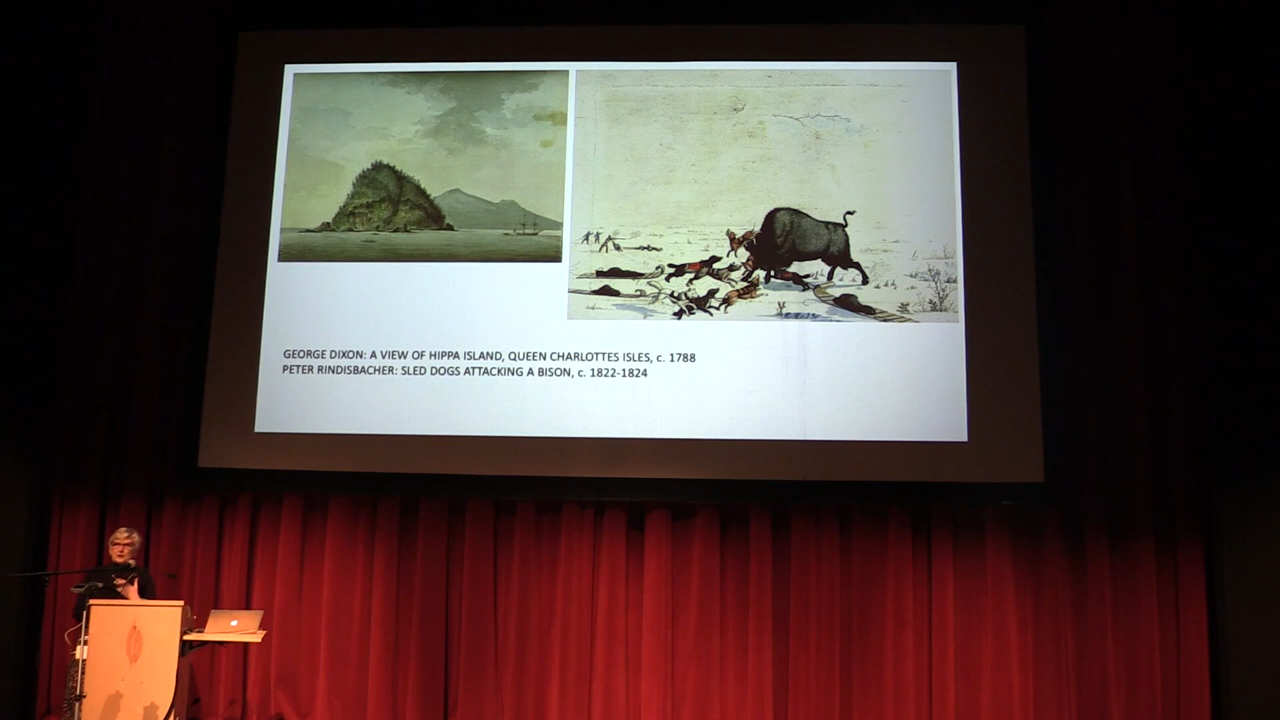 GEORGE DIXON: A VIEW OF HIPPA ISLAND, QUEEN CHARLOTTES ISLES, c. 1788
PETER RINDISBACHER: SLED DOGS ATTACKING A BISON, c. 1822-1824